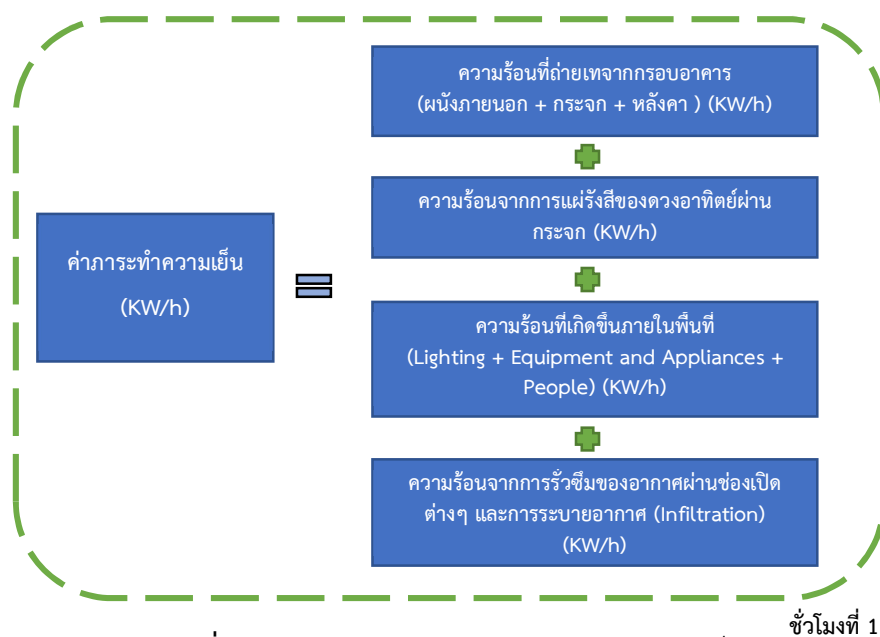 ความร้อนที่ถ่ายเทจากกรอบอาคาร
(ผนังภายนอก + กระจก + หลังคา ) (KW/h)
ความร้อนจากการแผ่รังสีของดวงอาทิตย์ผ่าน
กระจก (KW/h)
ค่าภาระทำความเย็น
(KW/h)
ความร้อนที่เกิดขึ้นภายในพื้นที่
(Lighting + Equipment and Appliances +
People) (KW/h)
ความร้อนจากการรั่วซึมของอากาศผ่านช่องเปิด
ต่างๆ และการระบายอากาศ (Infiltration)
(KW/h)
ชั่วโมงที่ 1